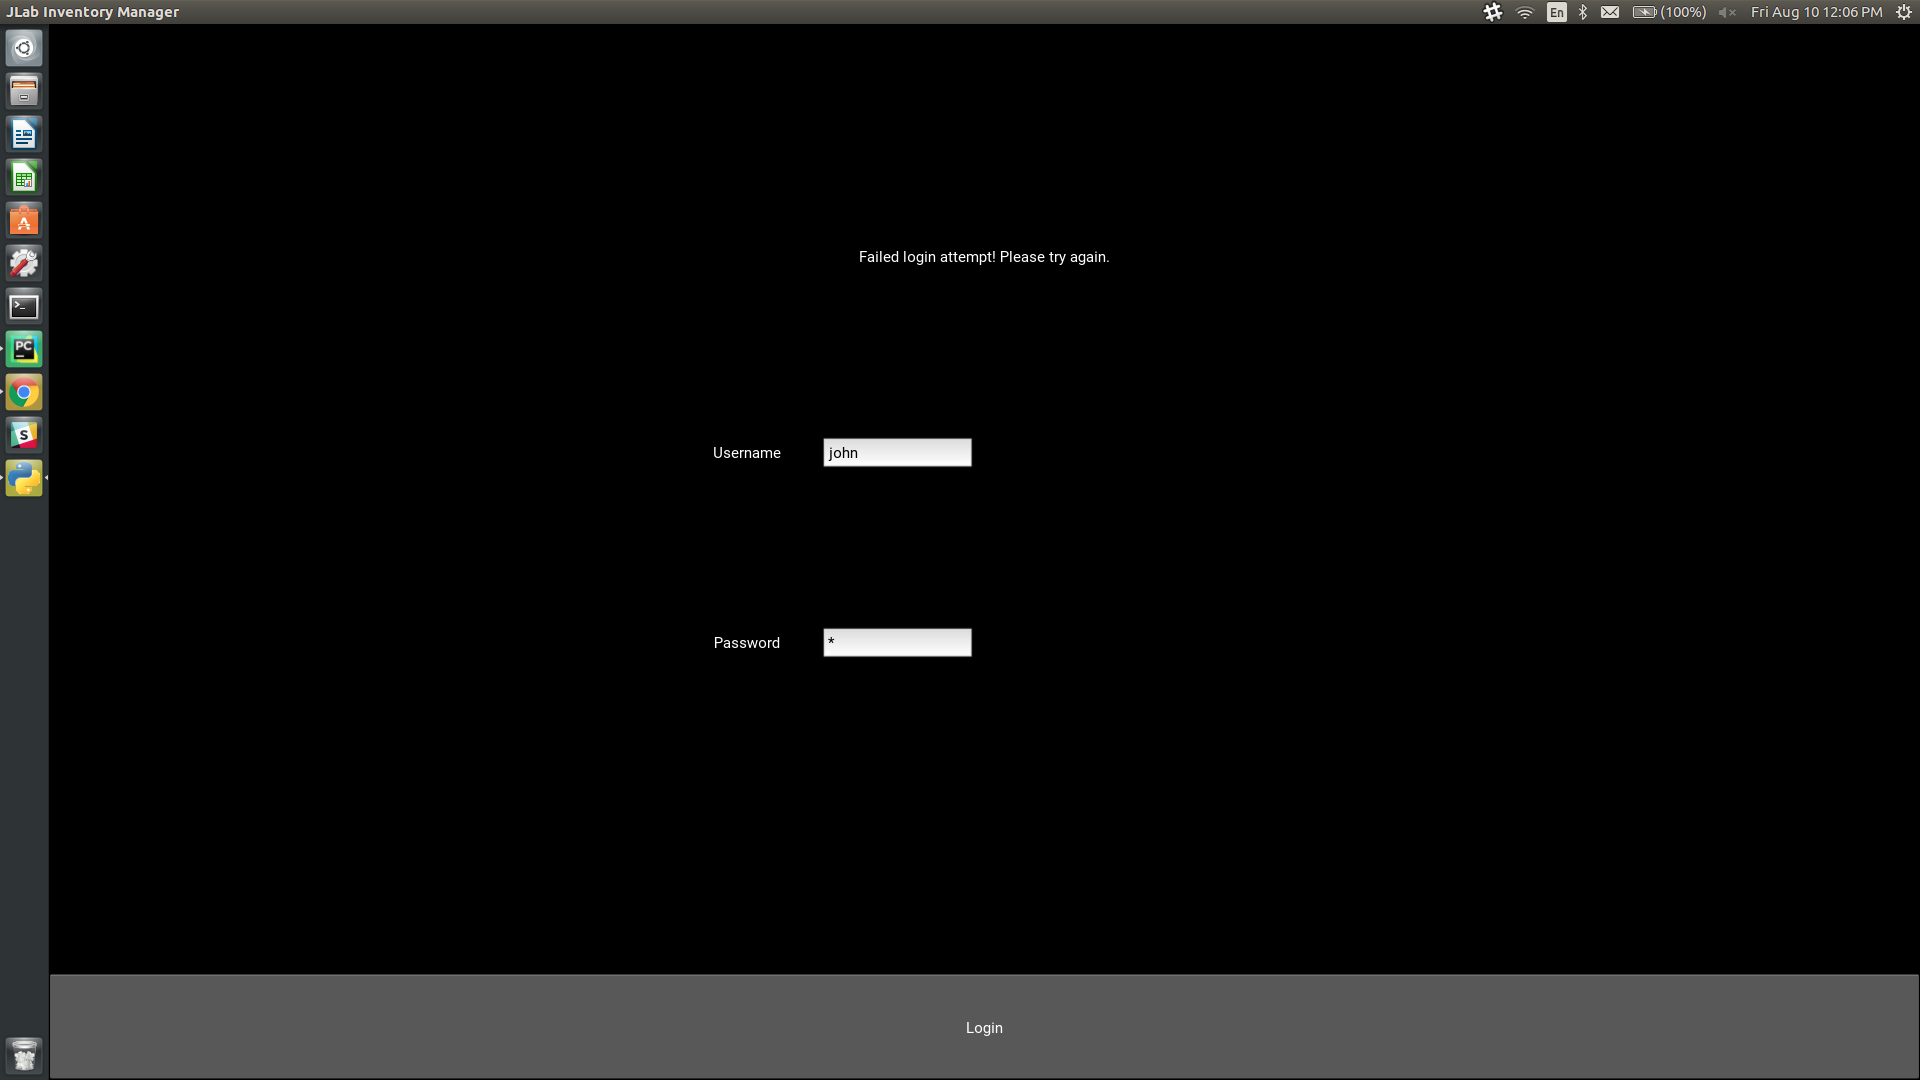 JLab Inventory Manager
En
(100%)
Fri Aug 10 12:06 PM
A
>_
PC
S
Failed login attempt! Please try again.
Username
john
Password
*
Login